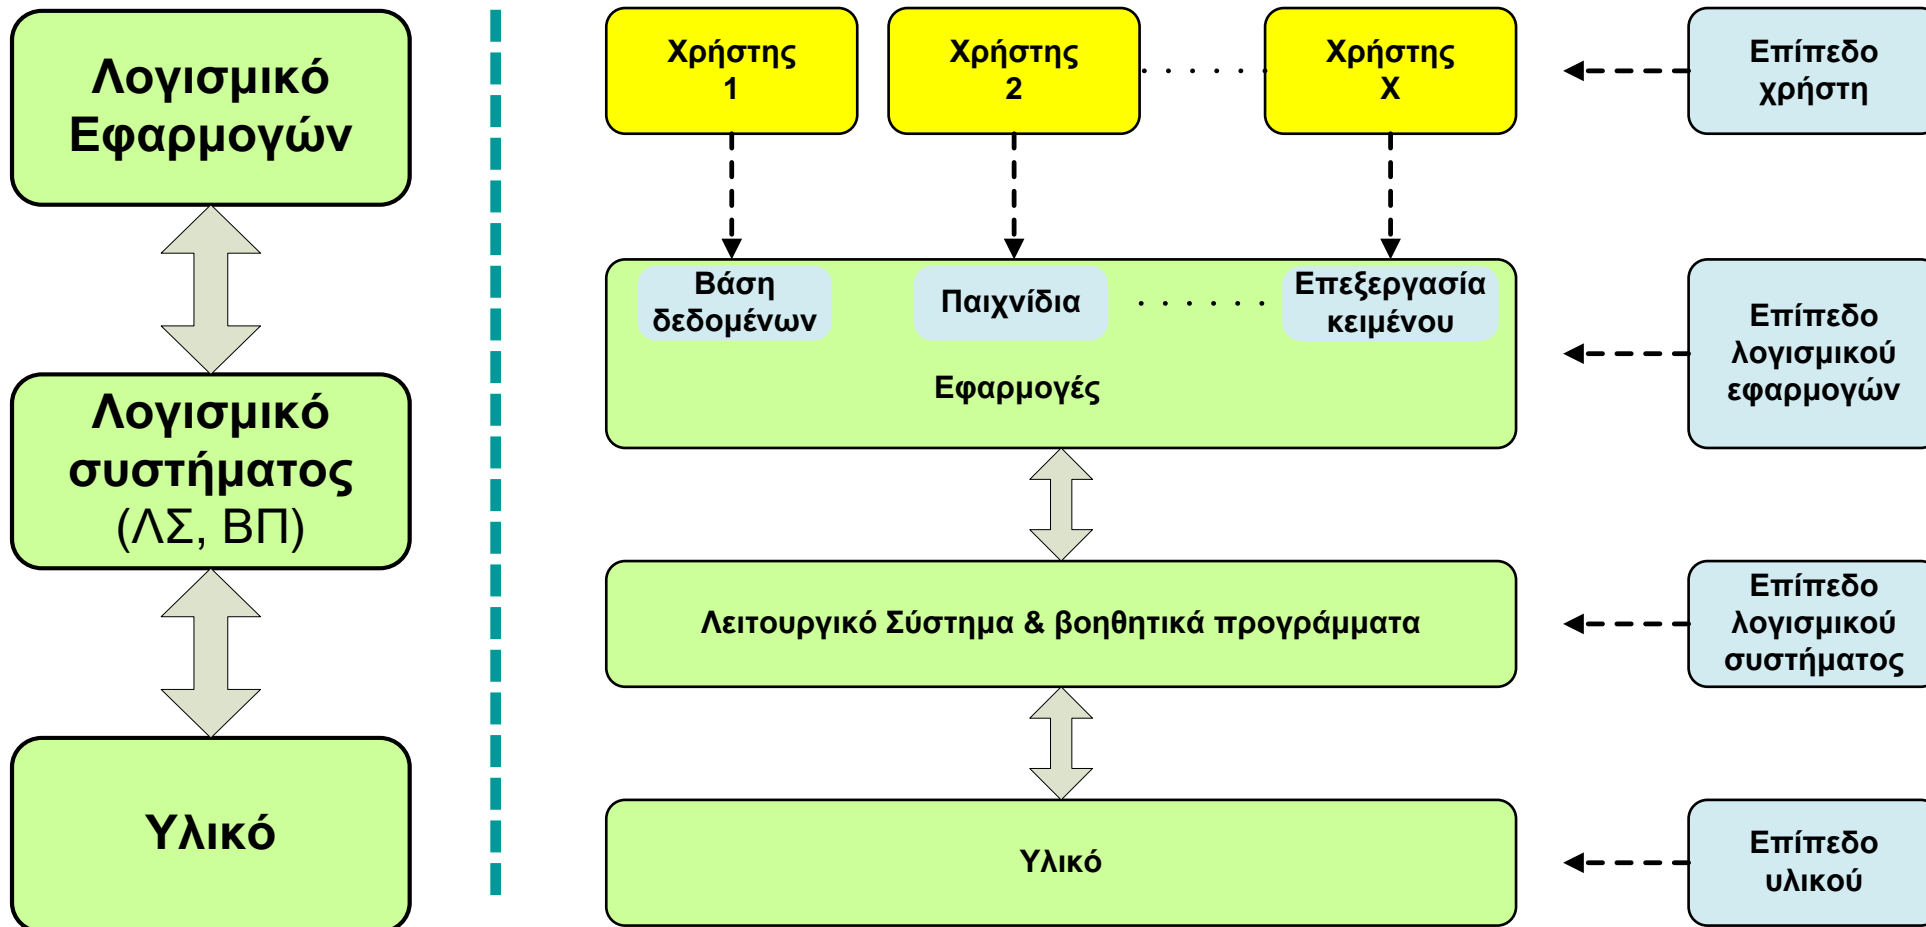 Λογισμικό
Εφαρμογών
Λογισμικό
συστήματος
(ΛΣ, ΒΠ)
Υλικό
Χρήστης
1
Χρήστης
2
. . . . . .
Χρήστης
Χ
Επίπεδο
χρήστη
Βάση
δεδομένων
Παιχνίδια
. . . . . .
Επεξεργασία
κειμένου
Εφαρμογές
Επίπεδο
λογισμικού
εφαρμογών
Λειτουργικό Σύστημα & βοηθητικά προγράμματα
Επίπεδο
λογισμικού
συστήματος
Υλικό
Επίπεδο
υλικού